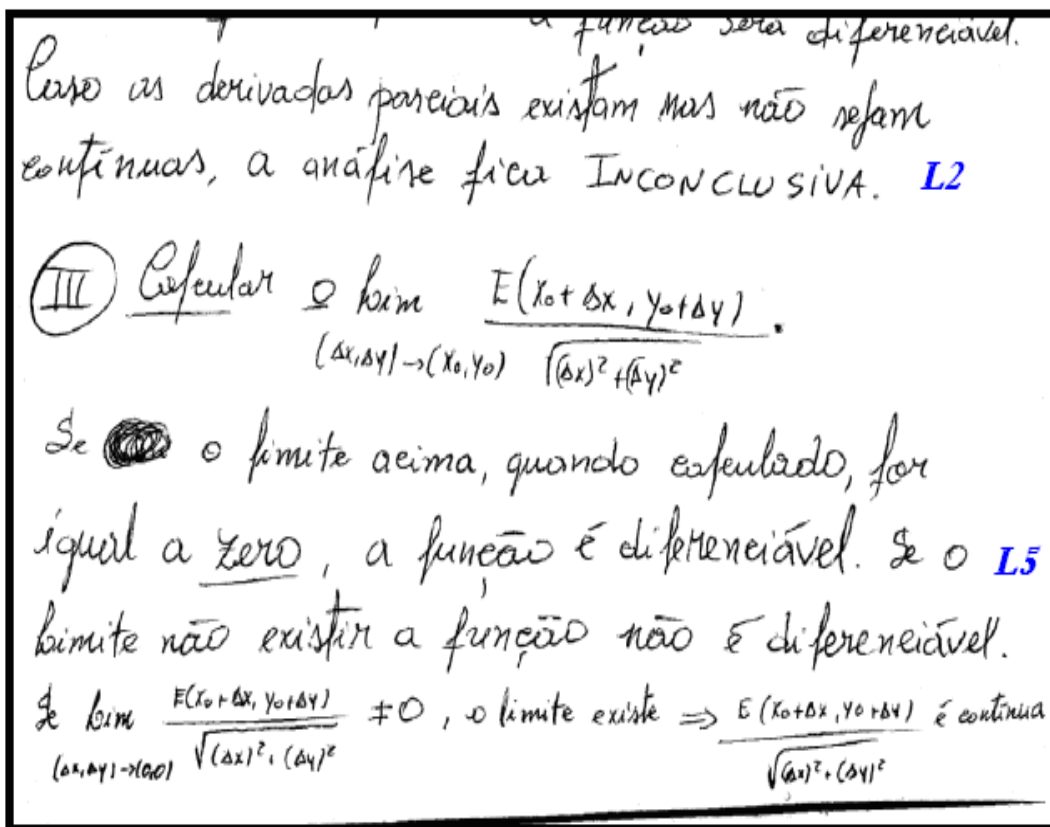 a função será diferenciável.
Caso as derivadas parciais existam mas não sejam
contínuas, a análise fica INCONCLUSIVA. L2
III Calcular o Lim E(x₀+Δx, y₀+Δy) / √(Δx)²+(Δy)² .
(Δx,Δy)→(x₀,y₀)
Se o limite acima, quando calculado, for
igual a zero, a função é diferenciável. Se o L5
Limite não existir a função não é diferenciável.
Se Lim E(x₀+Δx, y₀+Δy) / √(Δx)²+(Δy)² ≠0, o limite existe ⇒ E(x₀+Δx, y₀+Δy) / √(Δx)²+(Δy)² é contínua
(Δx,Δy)→(0,0)